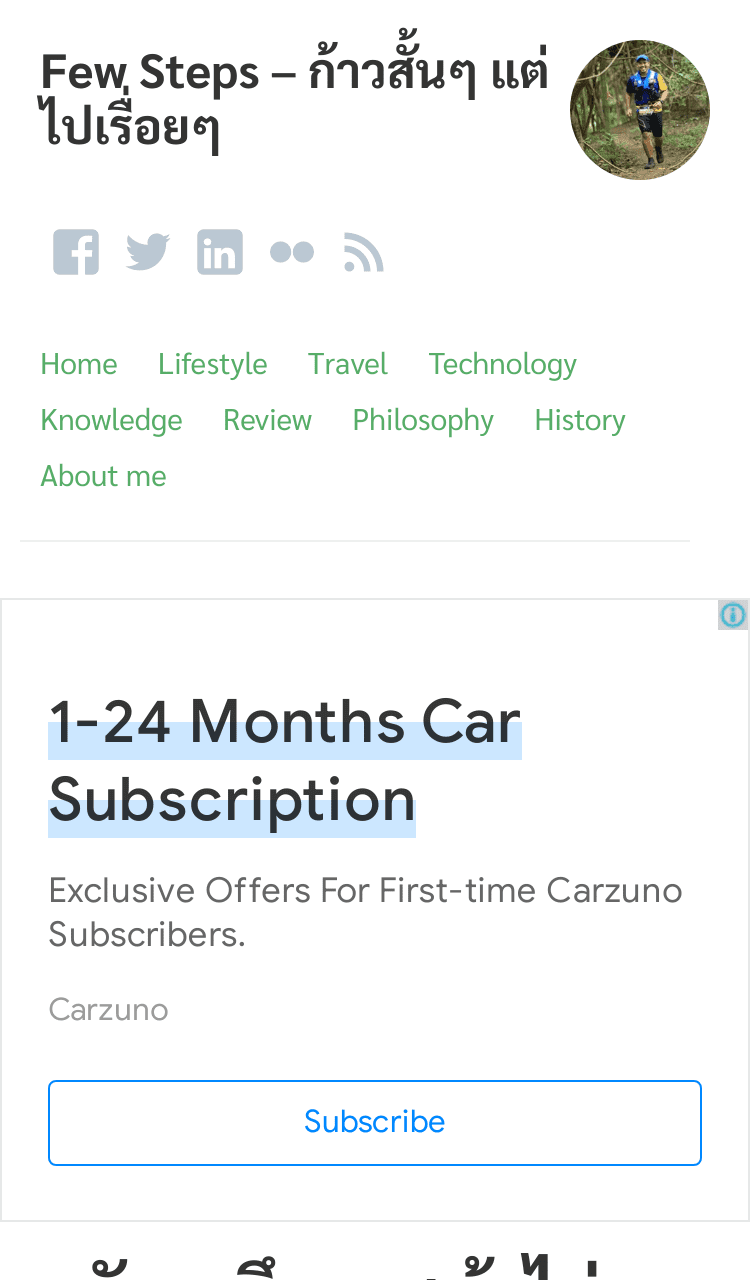 Few Steps – ก้าวสั้นๆ แต่
ไปเรื่อยๆ
Home Lifestyle Travel Technology
Knowledge Review Philosophy History
About me
1-24 Months Car
Subscription
Exclusive Offers For First-time Carzuno
Subscribers.
Carzuno
Subscribe